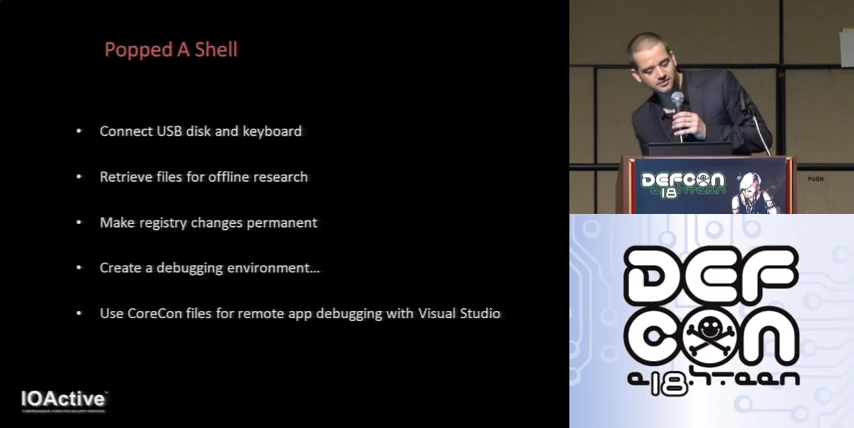 Popped A Shell
• Connect USB disk and keyboard
• Retrieve files for offline research
• Make registry changes permanent
• Create a debugging environment…
• Use CoreCon files for remote app debugging with Visual Studio
IOActive
DEFCON
18
PUSH
DEF
CON
18